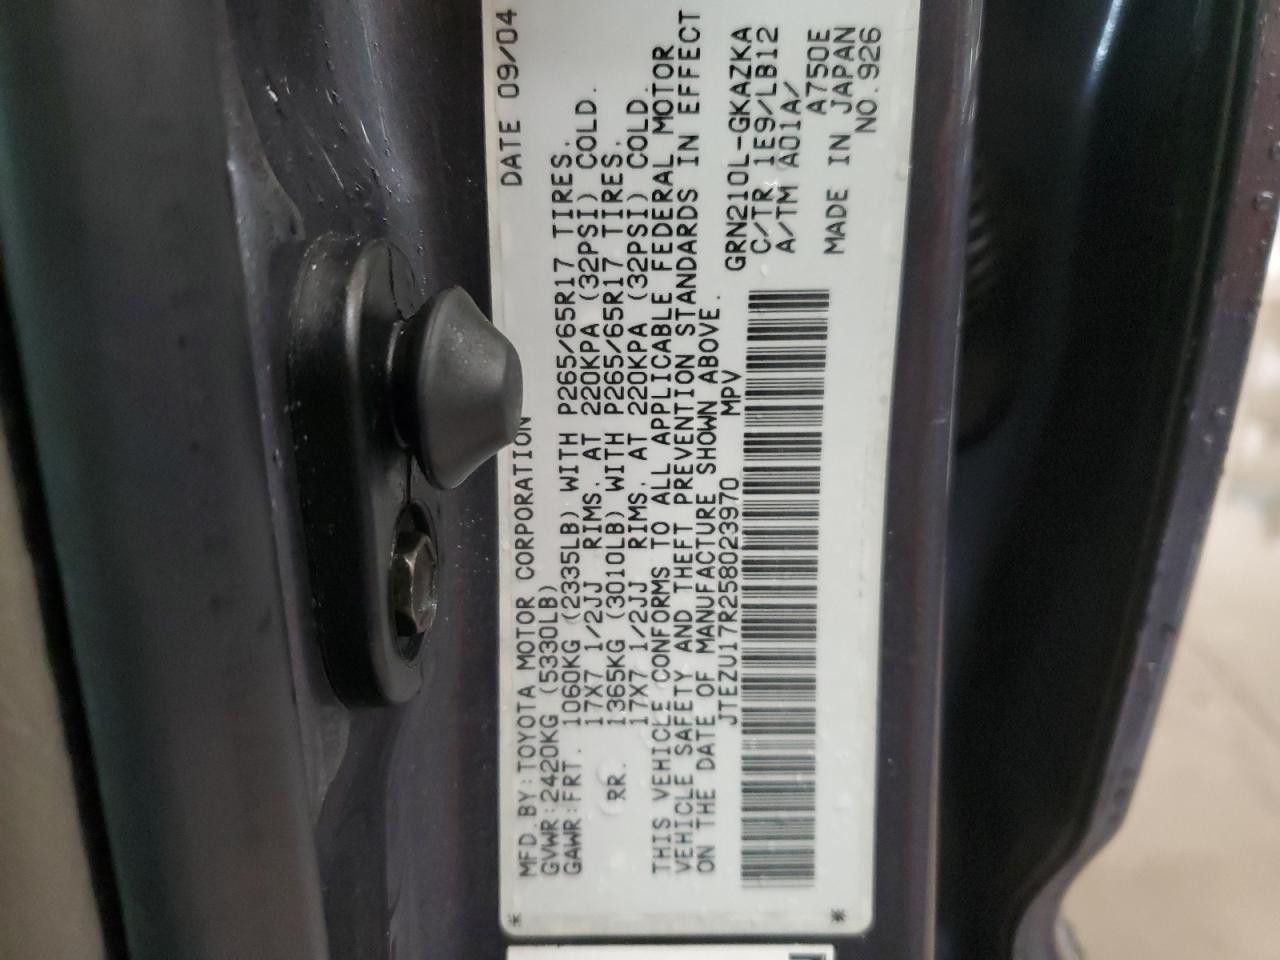 MFD. BY: TOYOTA MOTOR CORPORATION DATE 09/04
GVWR: 2420KG (5330LB)
GAWR: FRT. 1060KG (2335LB) WITH P265/65R17 TIRES.
17X7 1/2JJ RIMS. AT 220KPA (32PSI) COLD.
RR. 1365KG (3010LB) WITH P265/65R17 TIRES.
17X7 1/2JJ RIMS. AT 220KPA (32PSI) COLD.
THIS VEHICLE CONFORMS TO ALL APPLICABLE FEDERAL MOTOR
VEHICLE SAFETY AND THEFT PREVENTION STANDARDS IN EFFECT
ON THE DATE OF MANUFACTURE SHOWN ABOVE.
JTEZU17R258023970 MPV
GRN210L-GKAZKA
C/TR 1E9/LB12
A/TM A01A/
A750E
MADE IN JAPAN
NO.926
* *